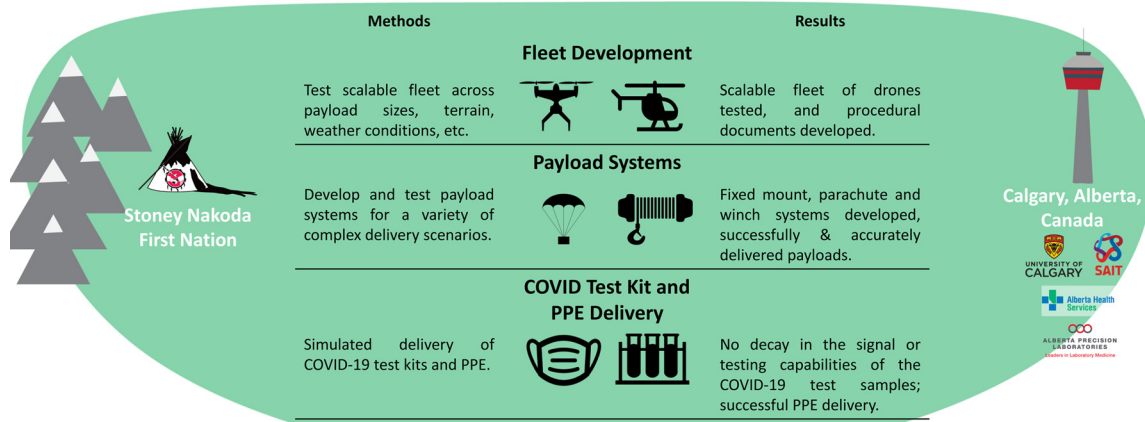 Methods
Results
Fleet Development
Test scalable fleet across
payload sizes, terrain,
weather conditions, etc.
Scalable fleet of drones
tested, and procedural
documents developed.
Payload Systems
Develop and test payload
systems for a variety of
complex delivery scenarios.
Fixed mount, parachute and
winch systems developed,
successfully & accurately
delivered payloads.
COVID Test Kit and
PPE Delivery
Simulated delivery of
COVID-19 test kits and PPE.
No decay in the signal or
testing capabilities of the
COVID-19 test samples;
successful PPE delivery.
Stoney Nakoda
First Nation
Calgary, Alberta,
Canada
UNIVERSITY OF
CALGARY
SAIT
Alberta Health
Services
ALBERTA PRECISION
LABORATORIES
Leaders in Laboratory Medicine